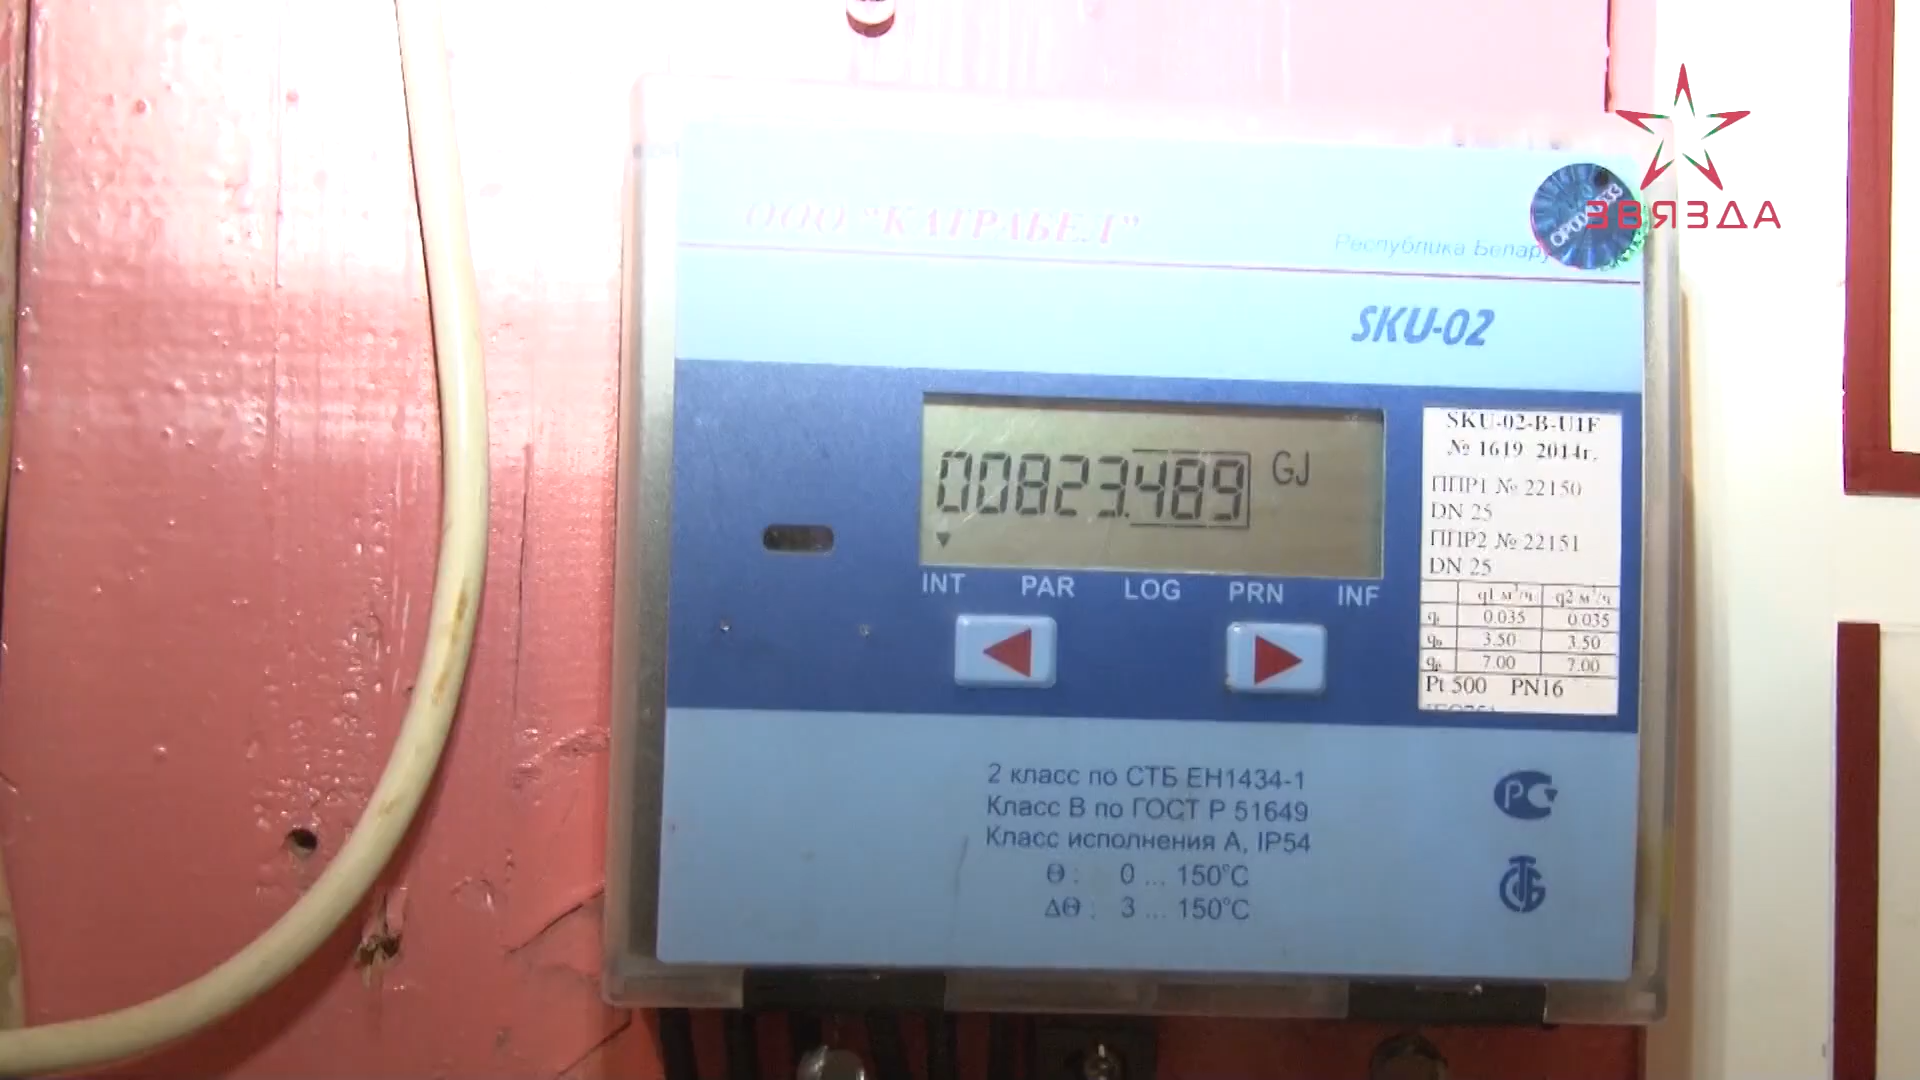 ООО "КАТРАБЕЛ"
Республика Беларусь
ЗВЯЗДА
SKU-02
00823.489 GJ
INT PAR LOG PRN INF
SKU-02-B-U1F
№ 1619 2014г.
ППР1 № 22150
DN 25
ППР2 № 22151
DN 25
q1 м³/ч q2 м³/ч
0.035 0.035
3.50 3.50
7.00 7.00
Pt 500 PN16
2 класс по СТБ ЕН1434-1
Класс В по ГОСТ Р 51649
Класс исполнения А, IP54
Θ : 0 ... 150°C
ΔΘ : 3 ... 150°C
РС
СТБ